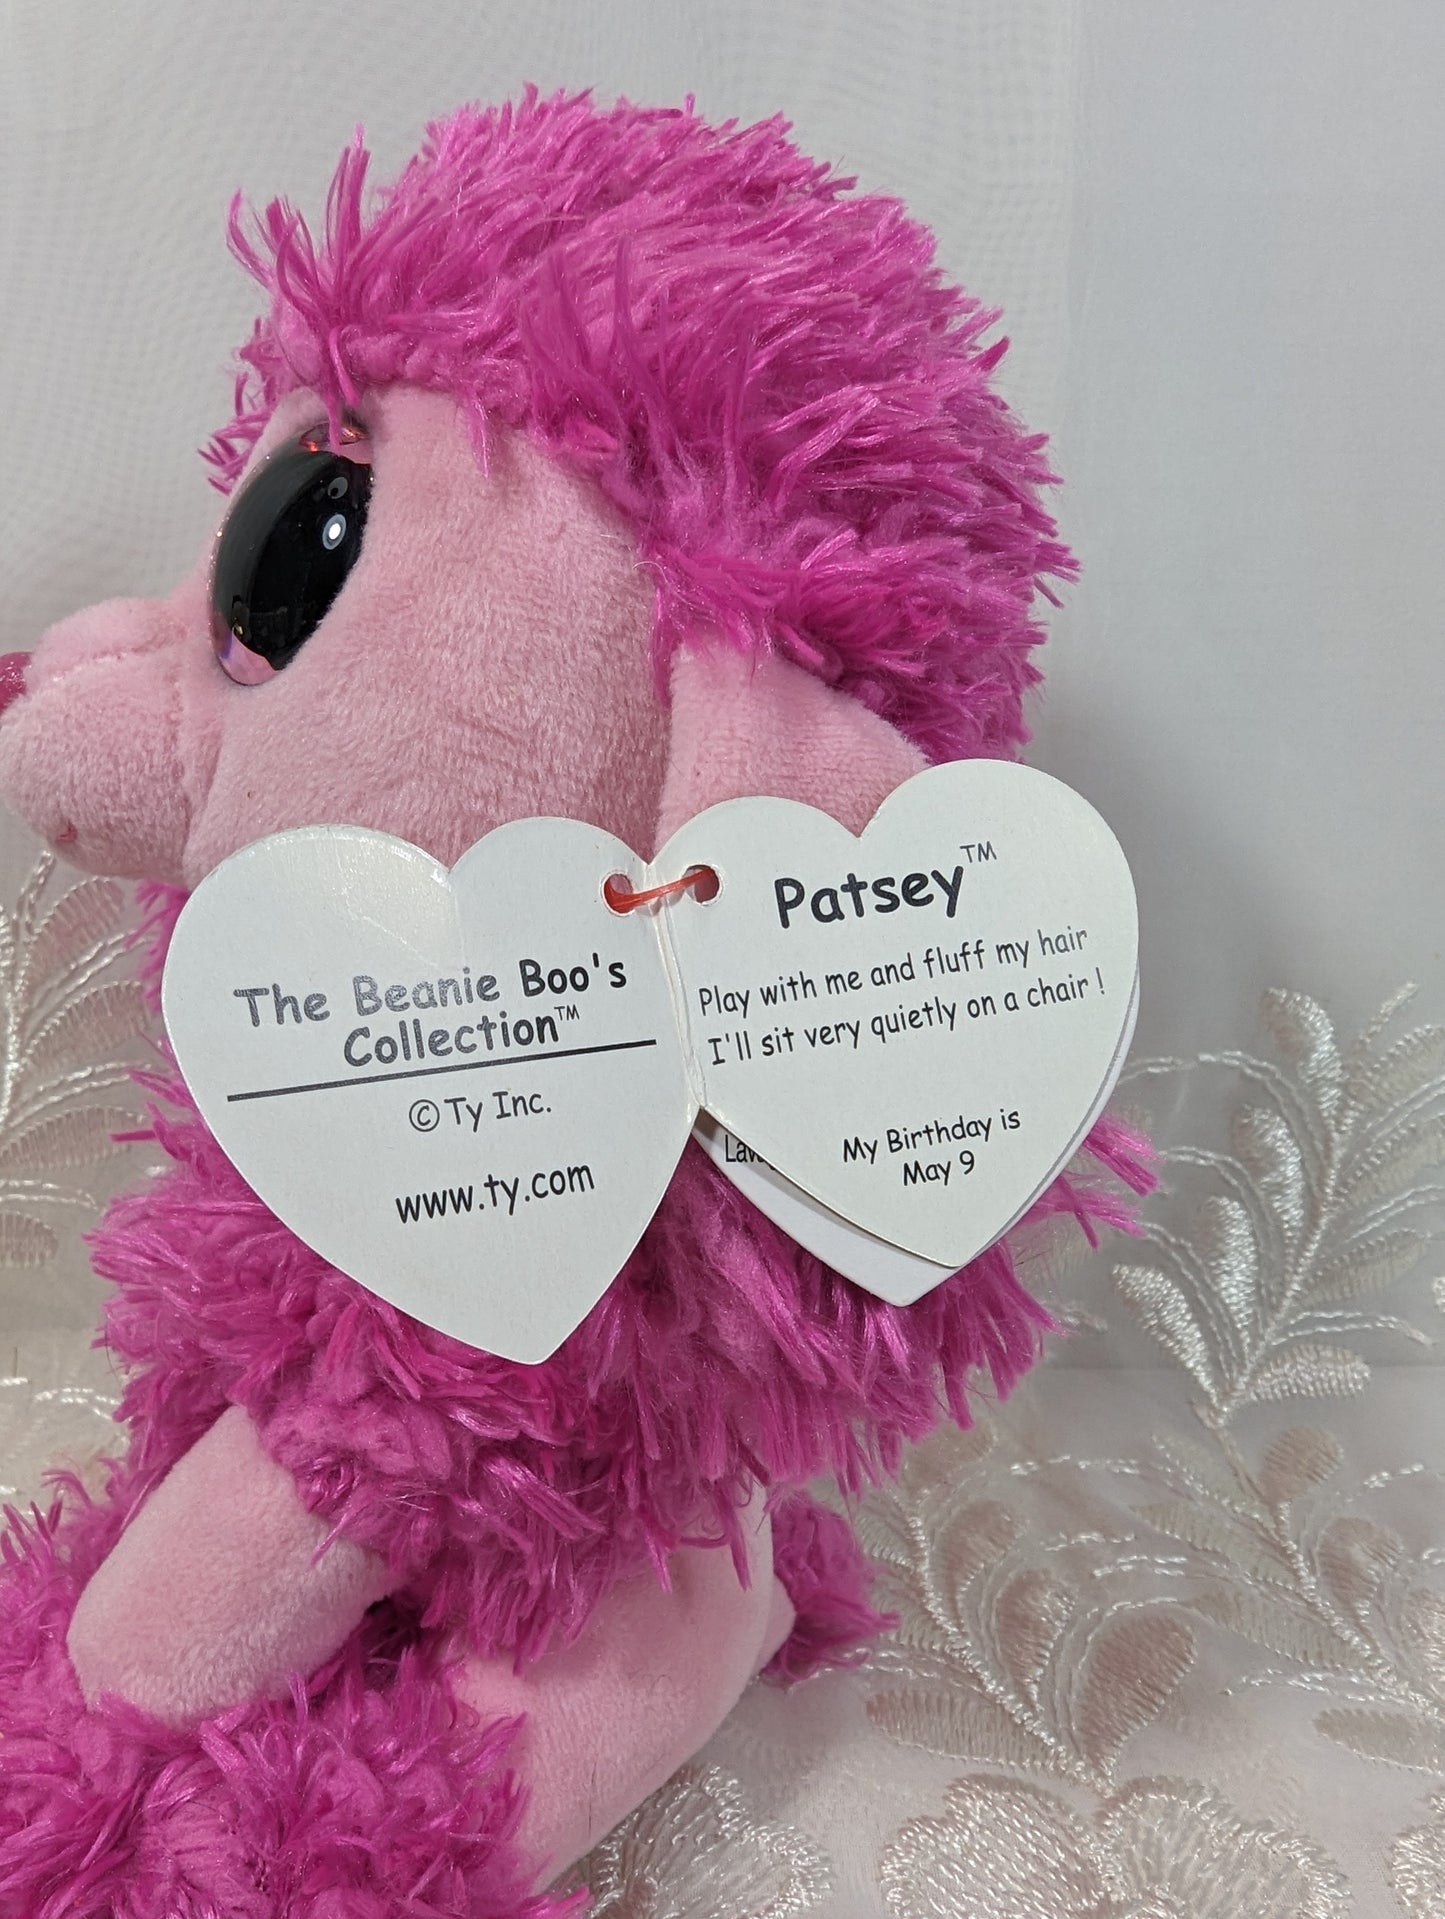 The Beanie Boo's
Collection™
© Ty Inc.
www.ty.com
Patsey™
Play with me and fluff my hair
I'll sit very quietly on a chair !
My Birthday is
May 9